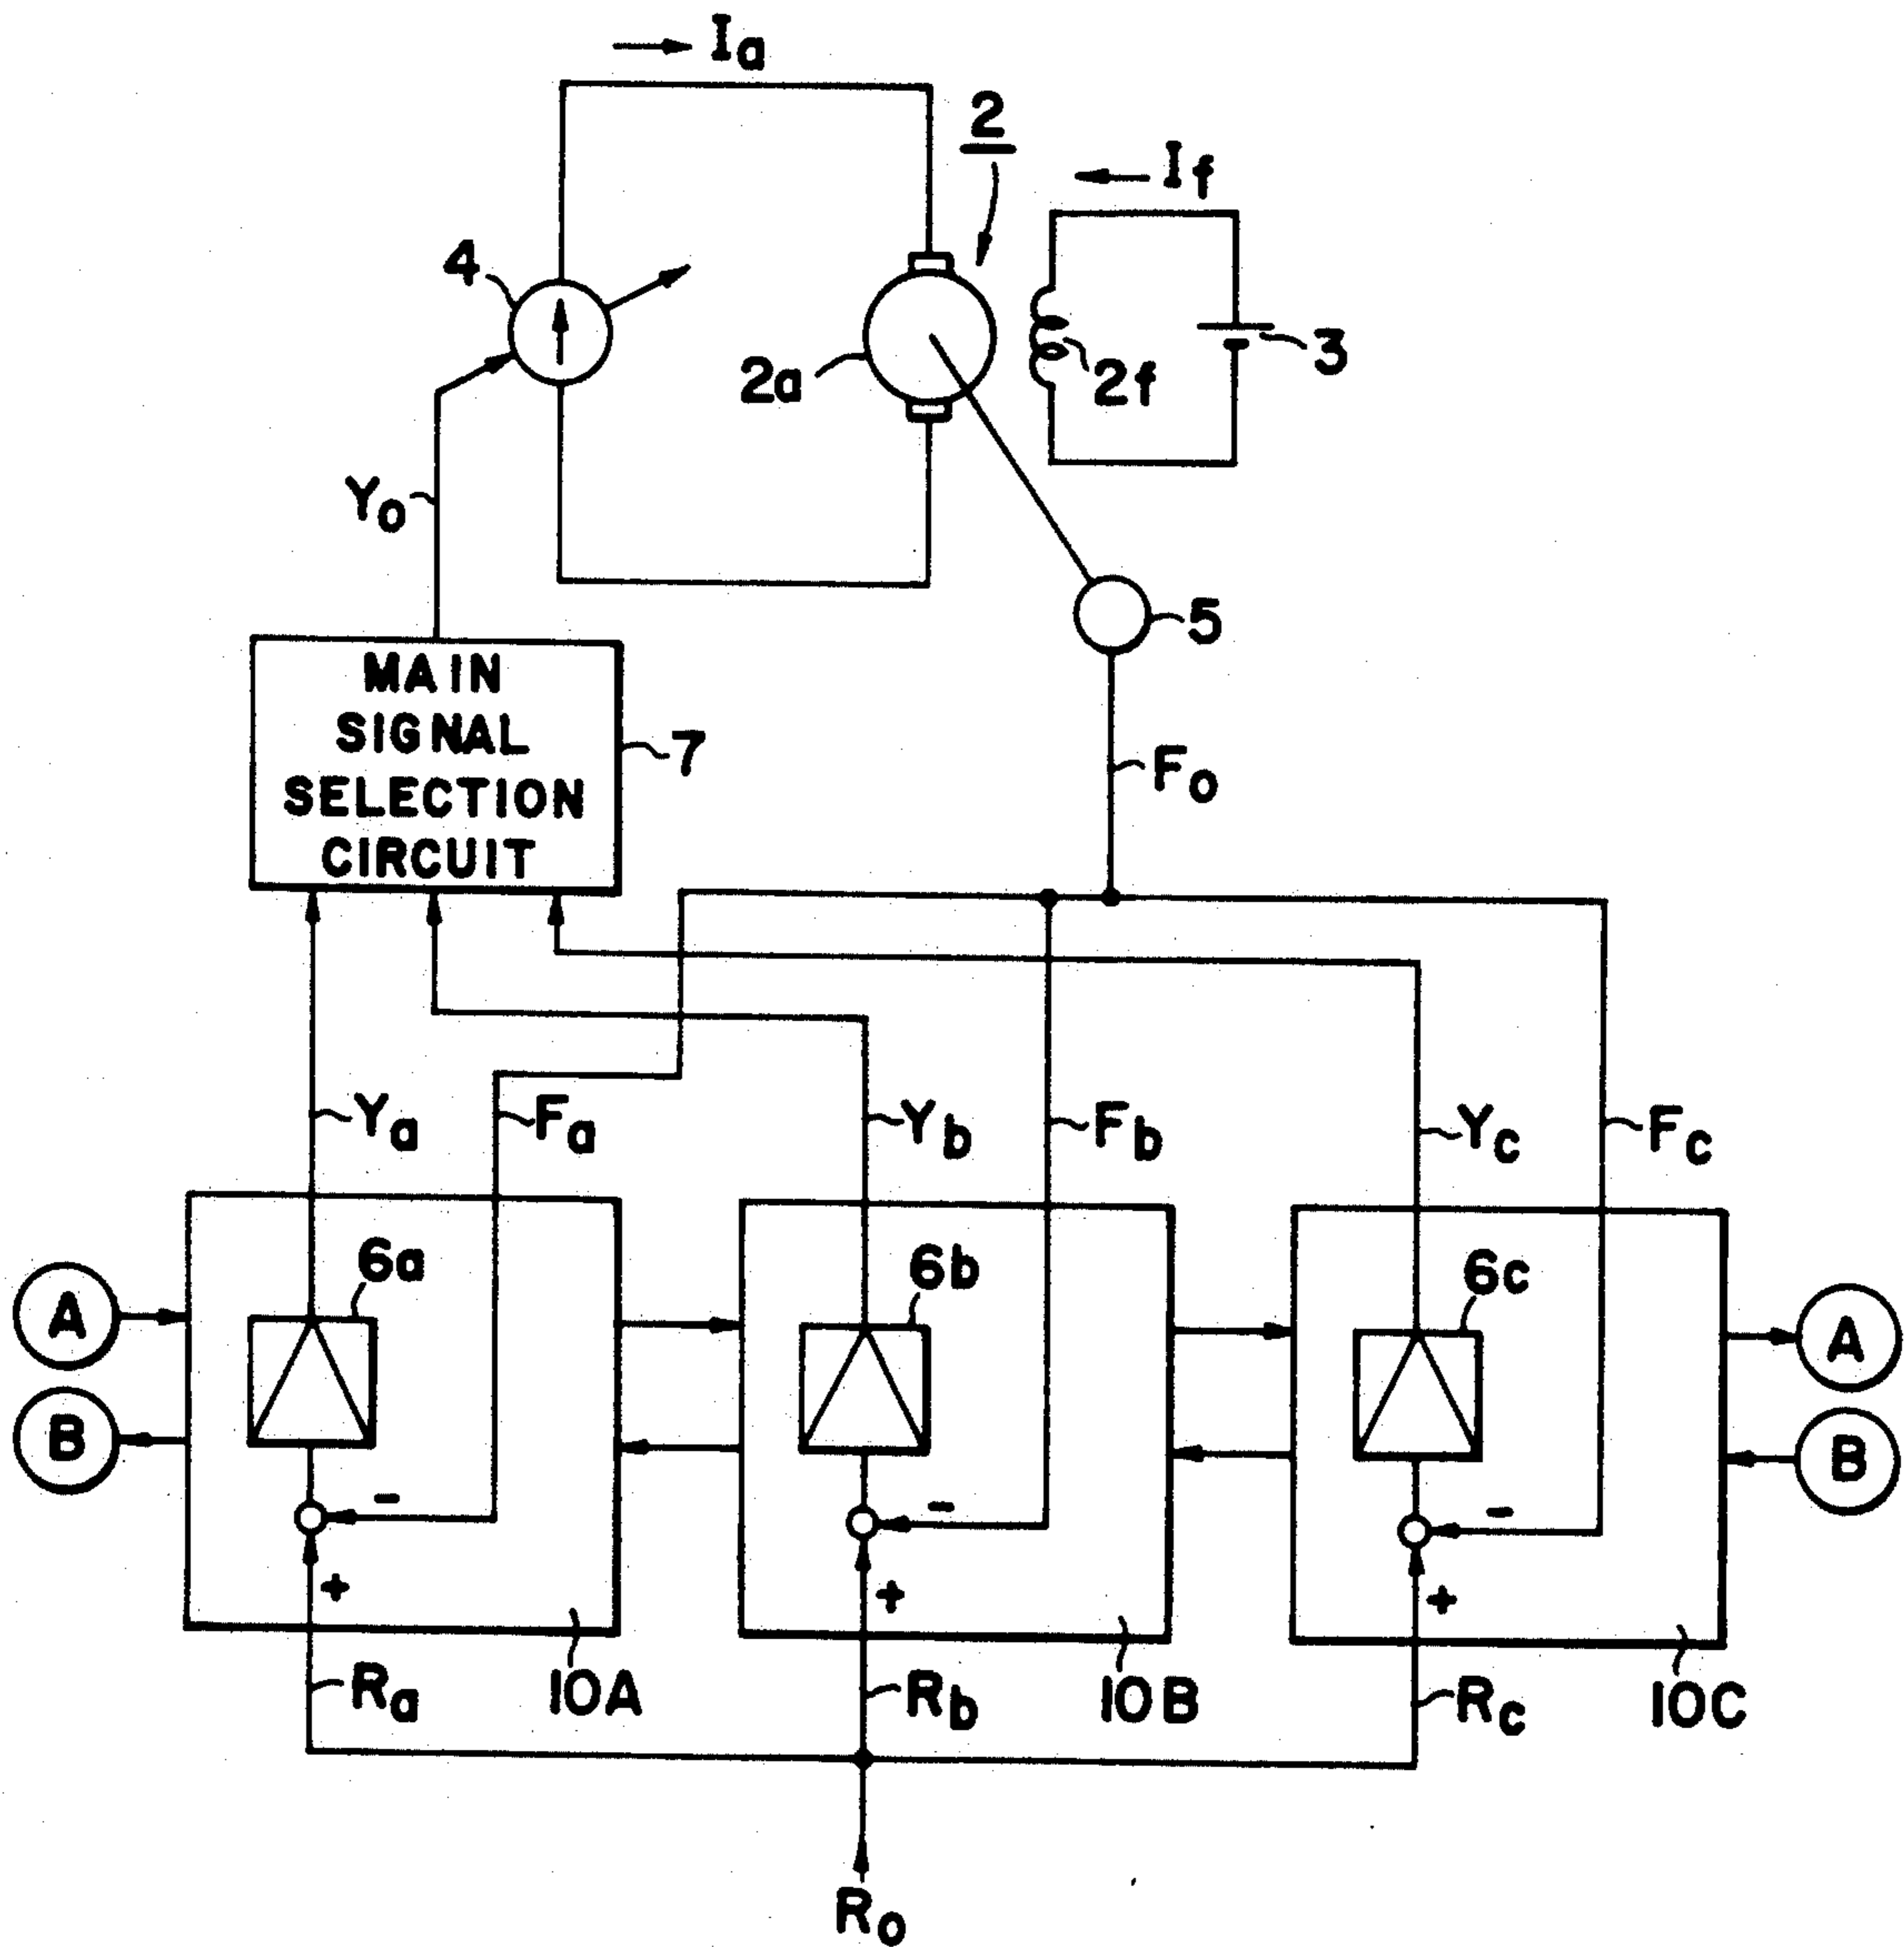 Ia
2
If
4
2a
2f
3
Yo
5
MAIN
SIGNAL
SELECTION
CIRCUIT
7
Fo
Ya
Fa
Yb
Fb
Yc
Fc
6a
6b
6c
A
A
B
B
-
-
-
+
+
+
Ra
10A
Rb
10B
Rc
10C
Ro